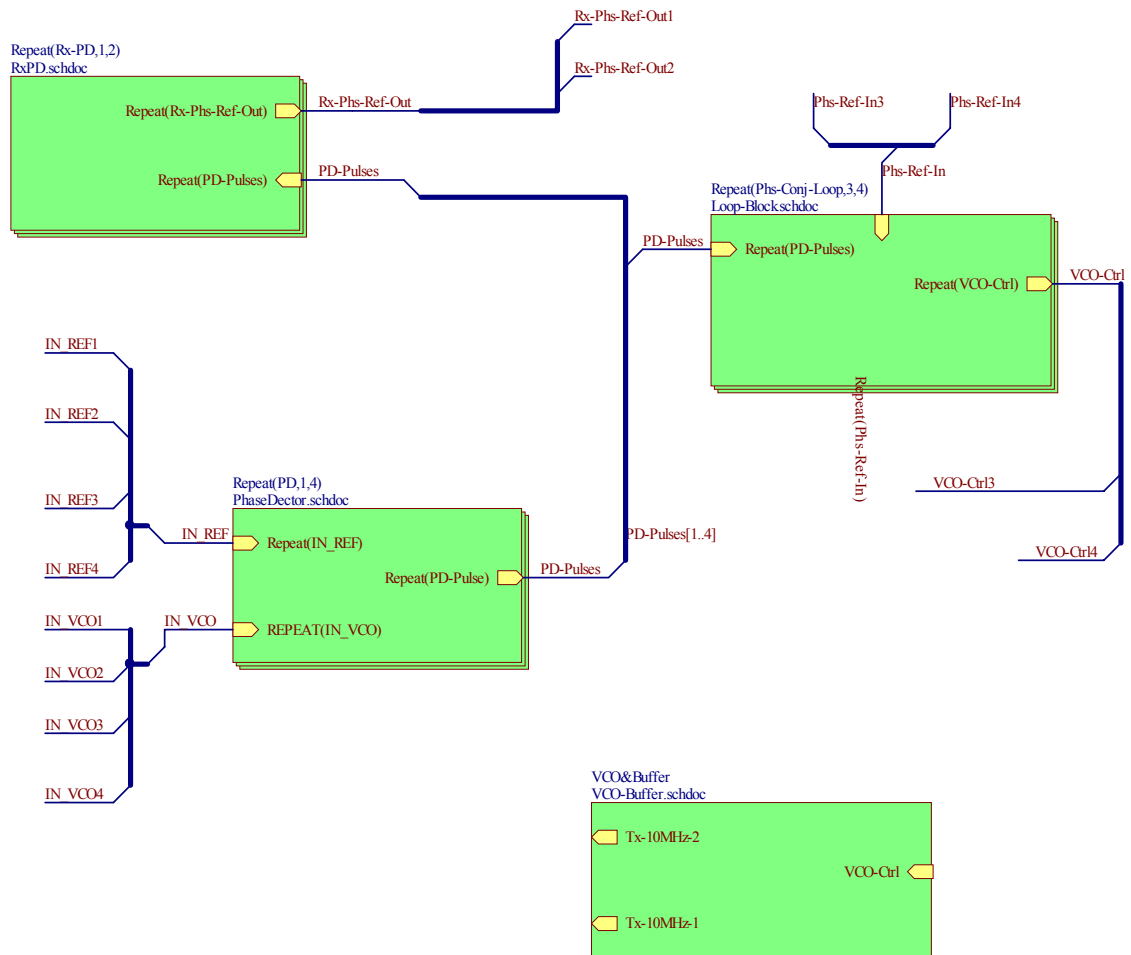 Rx-Phs-Ref-Out1
Repeat(Rx-PD,1,2)
RxPD.schdoc
Rx-Phs-Ref-Out2
Repeat(Rx-Phs-Ref-Out)
Rx-Phs-Ref-Out
Phs-Ref-In3
Phs-Ref-In4
Repeat(PD-Pulses)
PD-Pulses
Phs-Ref-In
Repeat(Phs-Conj-Loop,3,4)
Loop-Block.schdoc
PD-Pulses
Repeat(PD-Pulses)
Repeat(VCO-Ctrl)
VCO-Ctrl
Repeat(Phs-Ref-In)
IN_REF1
IN_REF2
IN_REF3
IN_REF4
VCO-Ctrl3
VCO-Ctrl4
Repeat(PD,1,4)
PhaseDector.schdoc
IN_REF
Repeat(IN_REF)
PD-Pulses[1..4]
Repeat(PD-Pulse)
PD-Pulses
IN_VCO1
IN_VCO2
IN_VCO3
IN_VCO4
IN_VCO
REPEAT(IN_VCO)
VCO&Buffer
VCO-Buffer.schdoc
Tx-10MHz-2
VCO-Ctrl
Tx-10MHz-1